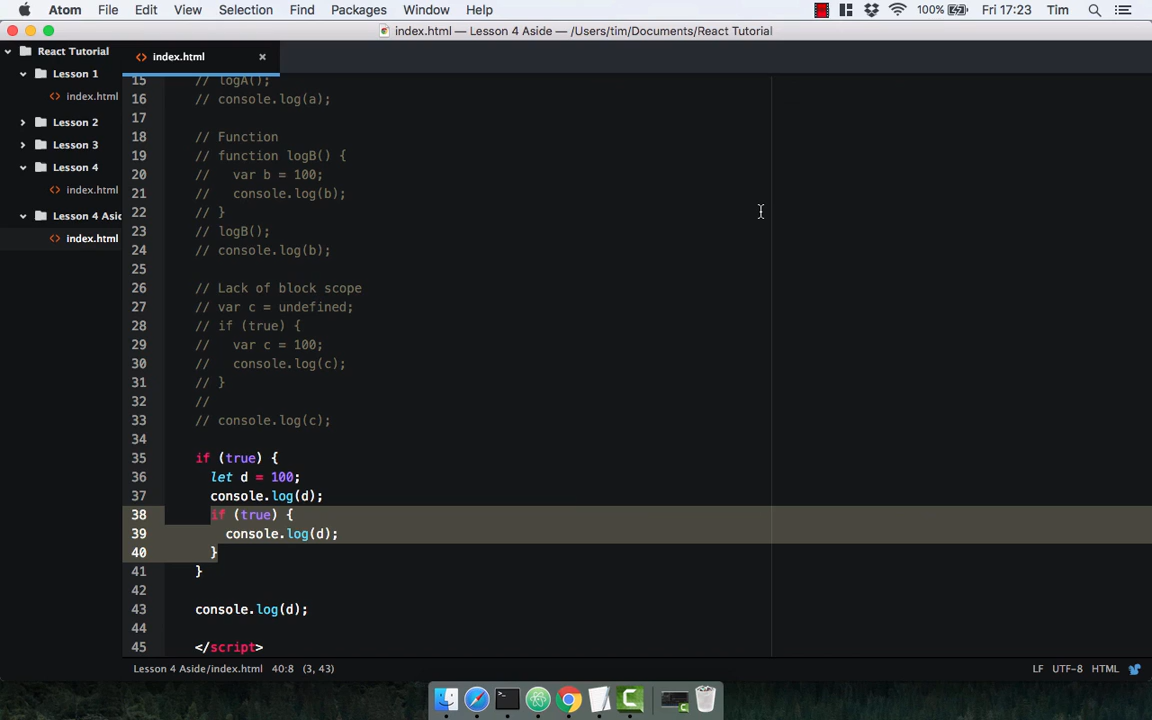 Atom File Edit View Selection Find Packages Window Help 100% Fri 17:23 Tim
index.html — Lesson 4 Aside — /Users/tim/Documents/React Tutorial
React Tutorial
Lesson 1
index.html
Lesson 2
Lesson 3
Lesson 4
index.html
Lesson 4 Asid
index.html
index.html
15 // logA();
16 // console.log(a);
17
18 // Function
19 // function logB() {
20 //   var b = 100;
21 //   console.log(b);
22 // }
23 // logB();
24 // console.log(b);
25
26 // Lack of block scope
27 // var c = undefined;
28 // if (true) {
29 //   var c = 100;
30 //   console.log(c);
31 // }
32 //
33 // console.log(c);
34
35 if (true) {
36   let d = 100;
37   console.log(d);
38   if (true) {
39     console.log(d);
40   }
41 }
42
43 console.log(d);
44
45 </script>
Lesson 4 Aside/index.html 40:8 (3, 43) LF UTF-8 HTML